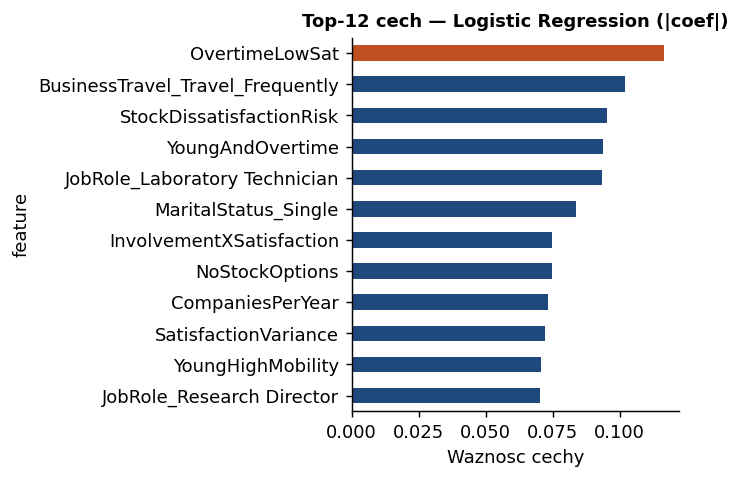 Top-12 cech — Logistic Regression (|coef|)
OvertimeLowSat
BusinessTravel_Travel_Frequently
StockDissatisfactionRisk
YoungAndOvertime
JobRole_Laboratory Technician
MaritalStatus_Single
InvolvementXSatisfaction
NoStockOptions
CompaniesPerYear
SatisfactionVariance
YoungHighMobility
JobRole_Research Director
feature
0.000 0.025 0.050 0.075 0.100
Waznosc cechy